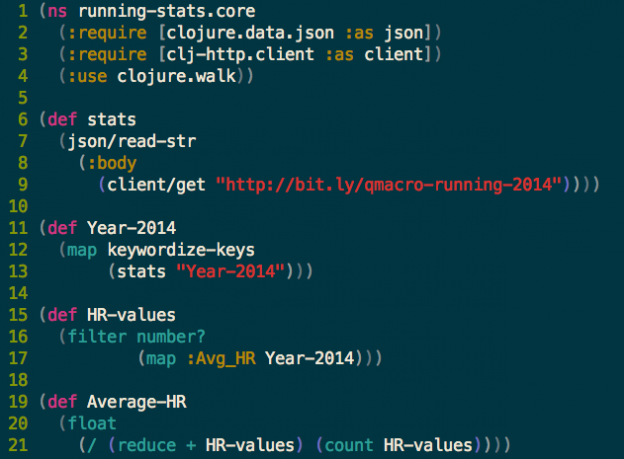 1 (ns running-stats.core
2   (:require [clojure.data.json :as json])
3   (:require [clj-http.client :as client])
4   (:use clojure.walk))
5
6 (def stats
7   (json/read-str
8     (:body
9       (client/get "http://bit.ly/qmacro-running-2014"))))
10
11 (def Year-2014
12   (map keywordize-keys
13        (stats "Year-2014")))
14
15 (def HR-values
16   (filter number?
17           (map :Avg_HR Year-2014)))
18
19 (def Average-HR
20   (float
21     (/ (reduce + HR-values) (count HR-values))))